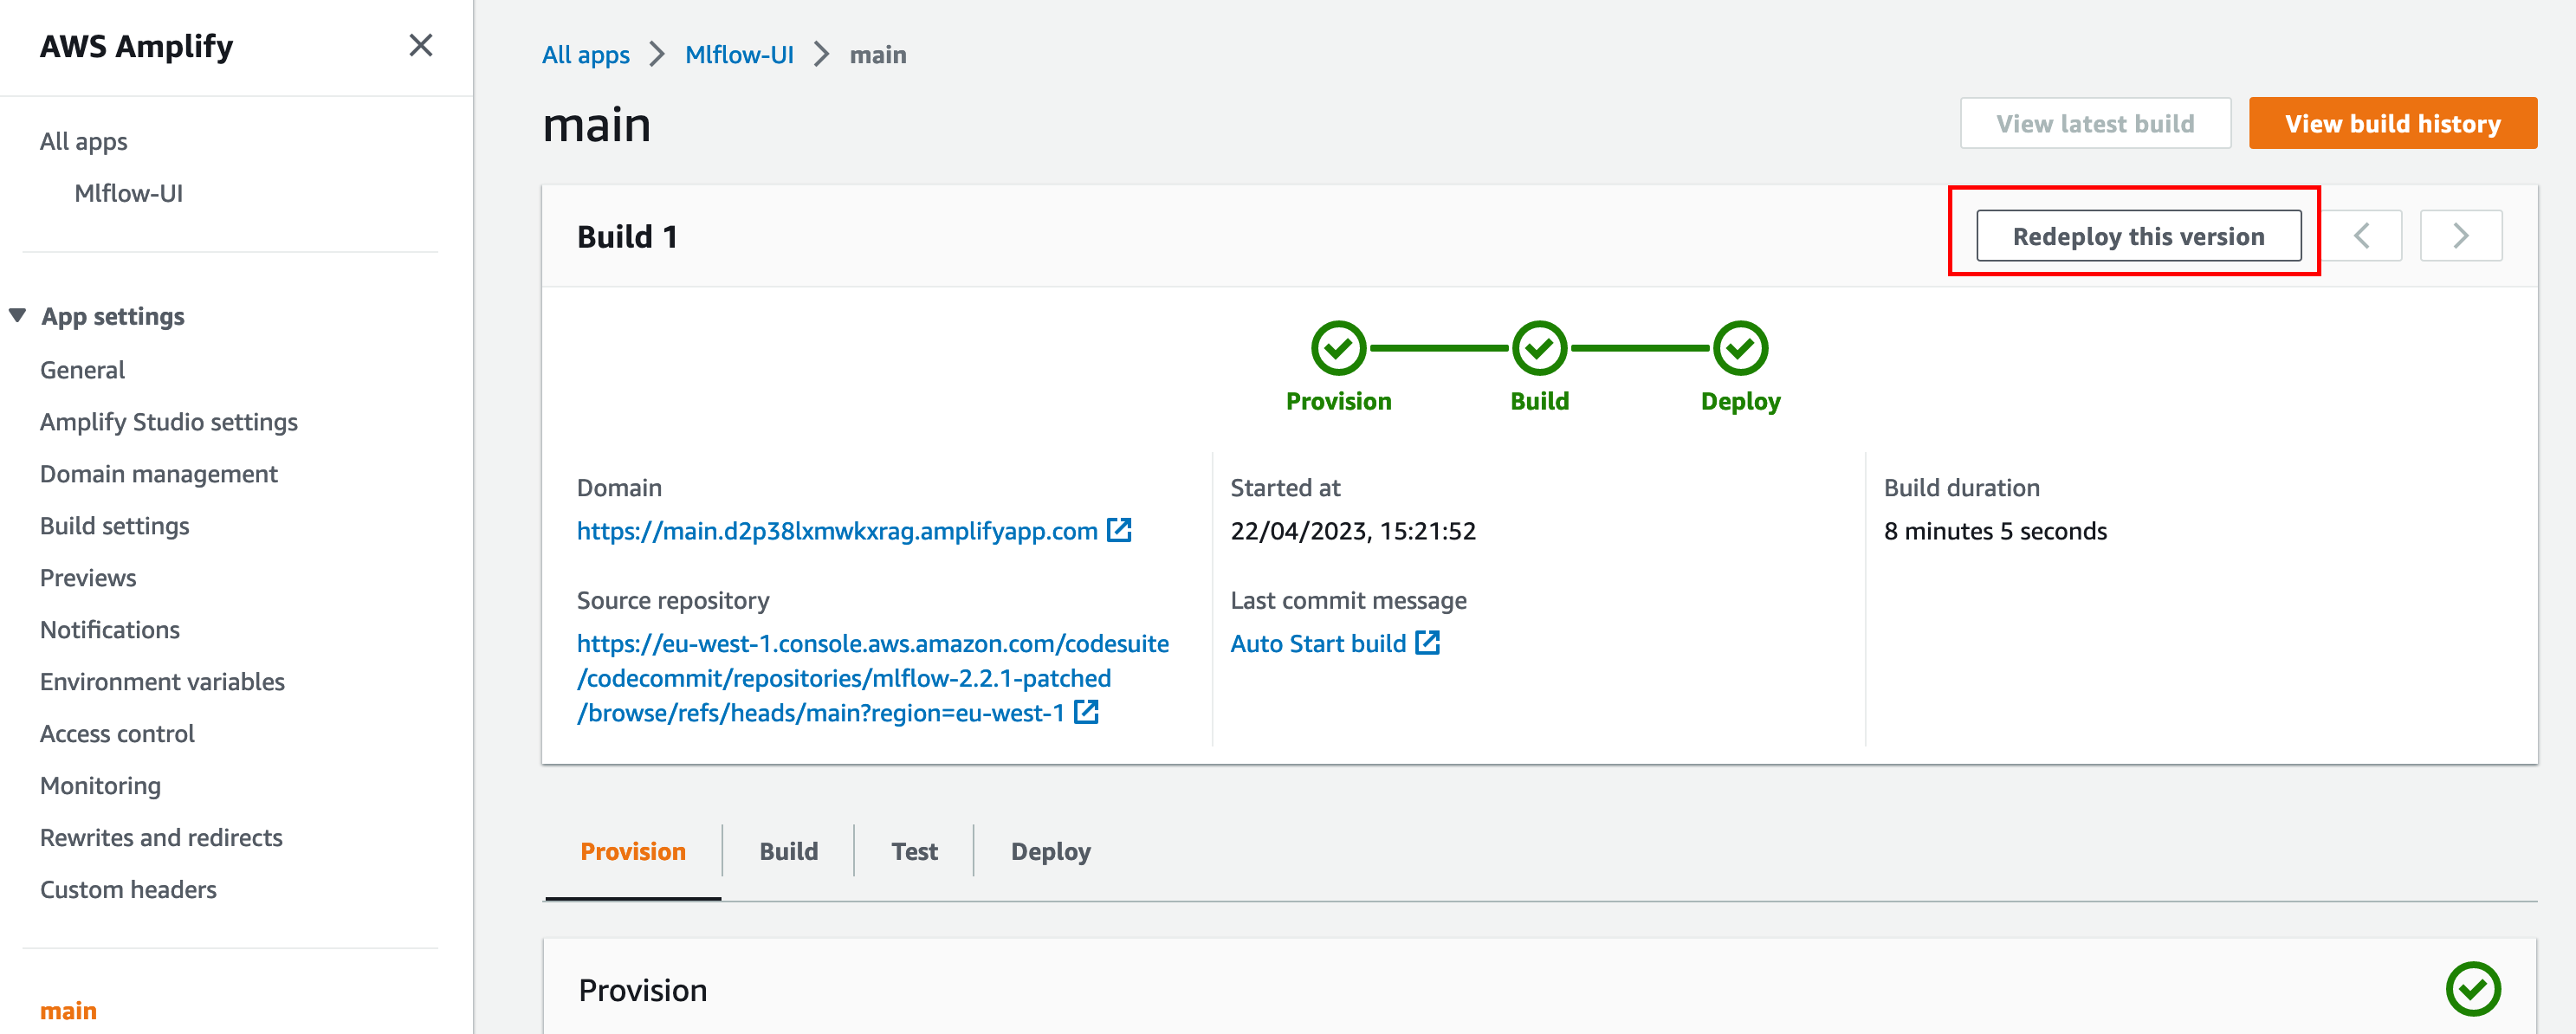 AWS Amplify
All apps
Mlflow-UI
App settings
General
Amplify Studio settings
Domain management
Build settings
Previews
Notifications
Environment variables
Access control
Monitoring
Rewrites and redirects
Custom headers
main
All apps > Mlflow-UI > main
main
View latest build
View build history
Build 1
Redeploy this version
Provision
Build
Deploy
Domain
https://main.d2p38lxmwkxrag.amplifyapp.com
Source repository
https://eu-west-1.console.aws.amazon.com/codesuite
/codecommit/repositories/mlflow-2.2.1-patched
/browse/refs/heads/main?region=eu-west-1
Started at
22/04/2023, 15:21:52
Last commit message
Auto Start build
Build duration
8 minutes 5 seconds
Provision
Build
Test
Deploy
Provision